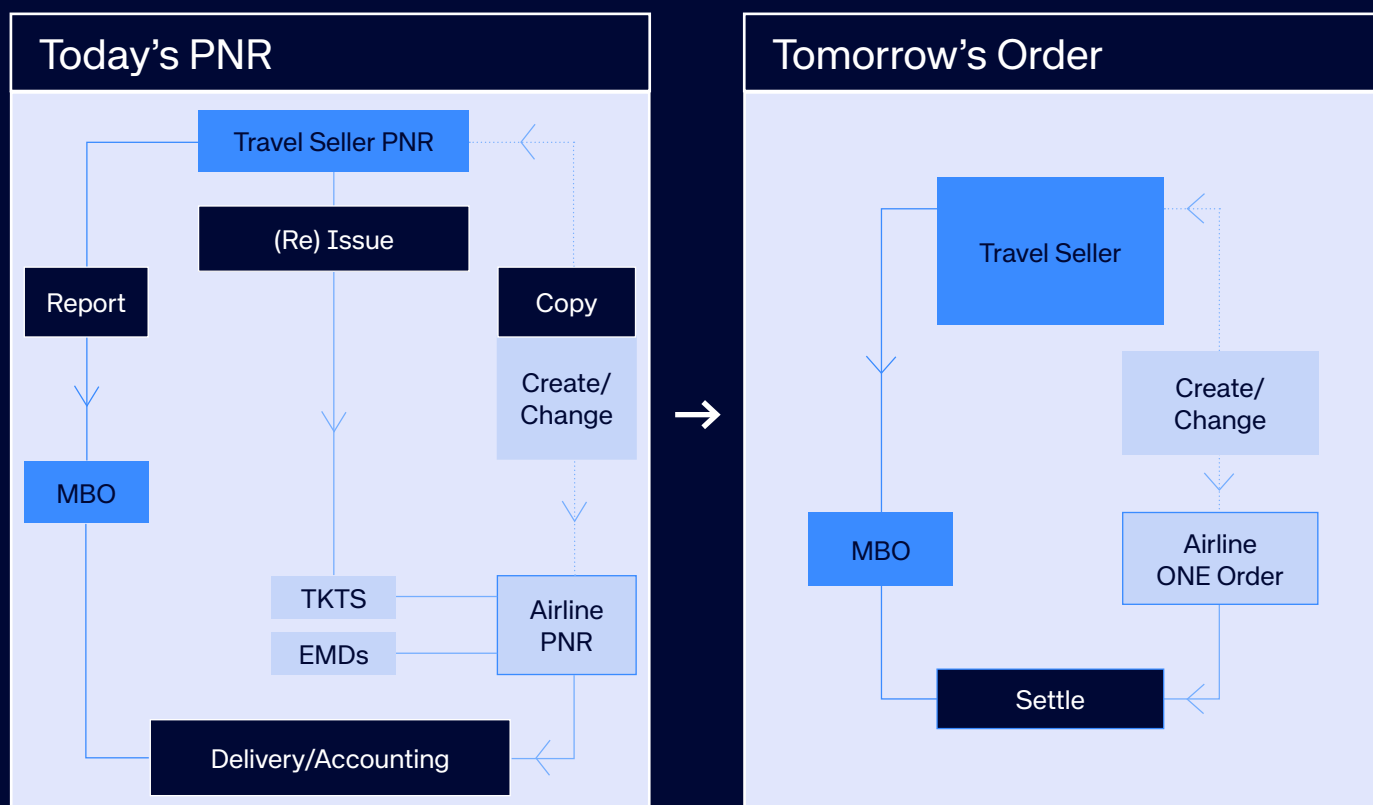 Today’s PNR
Travel Seller PNR
(Re) Issue
Report
Copy
Create/
Change
MBO
TKTS
EMDs
Airline
PNR
Delivery/Accounting
Tomorrow’s Order
Travel Seller
Create/
Change
MBO
Airline
ONE Order
Settle